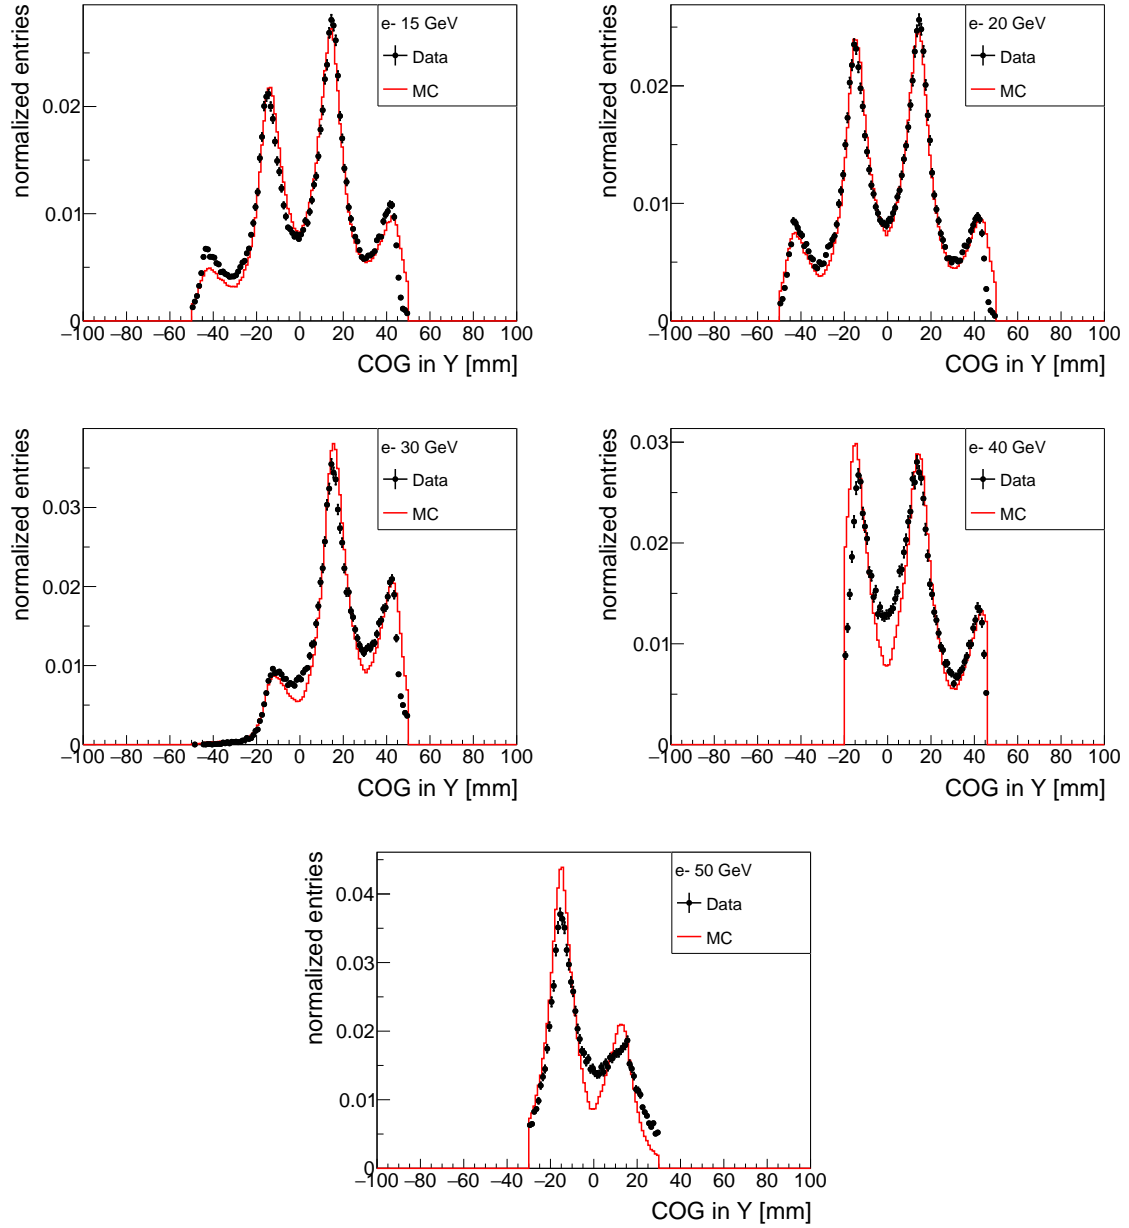 normalized entries
e- 15 GeV
Data
MC
0.02
0.01
0
−100 −80 −60 −40 −20 0 20 40 60 80 100
COG in Y [mm]
normalized entries
e- 20 GeV
Data
MC
0.02
0.01
0
−100 −80 −60 −40 −20 0 20 40 60 80 100
COG in Y [mm]
normalized entries
e- 30 GeV
Data
MC
0.03
0.02
0.01
0
−100 −80 −60 −40 −20 0 20 40 60 80 100
COG in Y [mm]
normalized entries
e- 40 GeV
Data
MC
0.03
0.02
0.01
0
−100 −80 −60 −40 −20 0 20 40 60 80 100
COG in Y [mm]
normalized entries
e- 50 GeV
Data
MC
0.04
0.03
0.02
0.01
0
−100 −80 −60 −40 −20 0 20 40 60 80 100
COG in Y [mm]